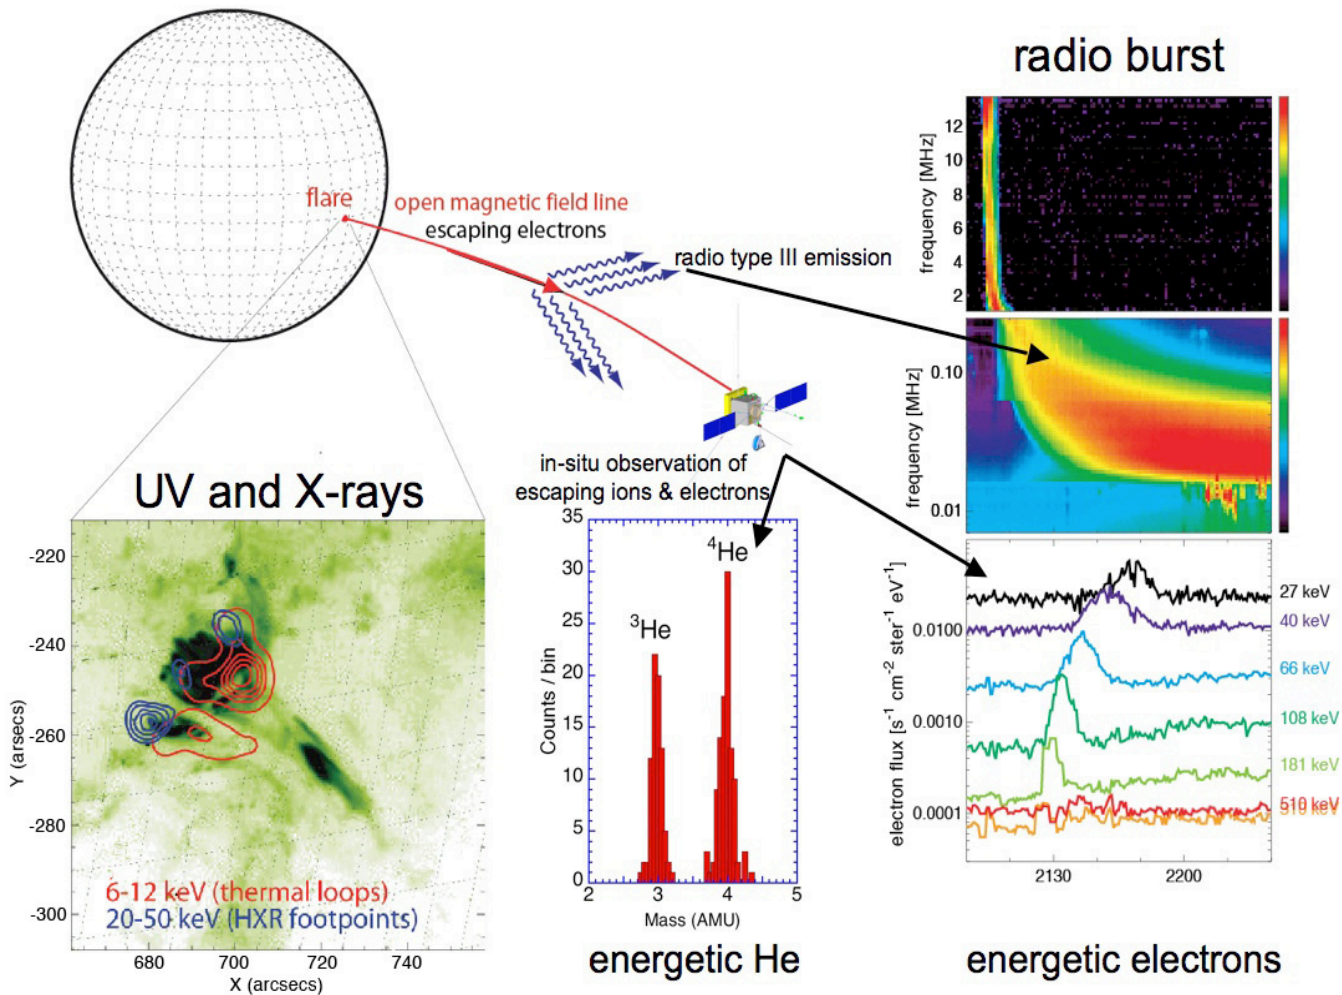 radio burst
flare
open magnetic field line
escaping electrons
radio type III emission
frequency [MHz]
12
10
8
6
4
2
frequency [MHz]
0.10
0.01
in-situ observation of
escaping ions & electrons
UV and X-rays
Y (arcsecs)
-220
-240
-260
-280
-300
6-12 keV (thermal loops)
20-50 keV (HXR footpoints)
680 700 720 740
X (arcsecs)
Counts / bin
35
30
25
20
15
10
5
0
³He
⁴He
2 3 4 5
Mass (AMU)
energetic He
electron flux [s⁻¹ cm⁻² ster⁻¹ eV⁻¹]
0.0100
0.0010
0.0001
27 keV
40 keV
66 keV
108 keV
181 keV
510 keV
2130 2200
energetic electrons